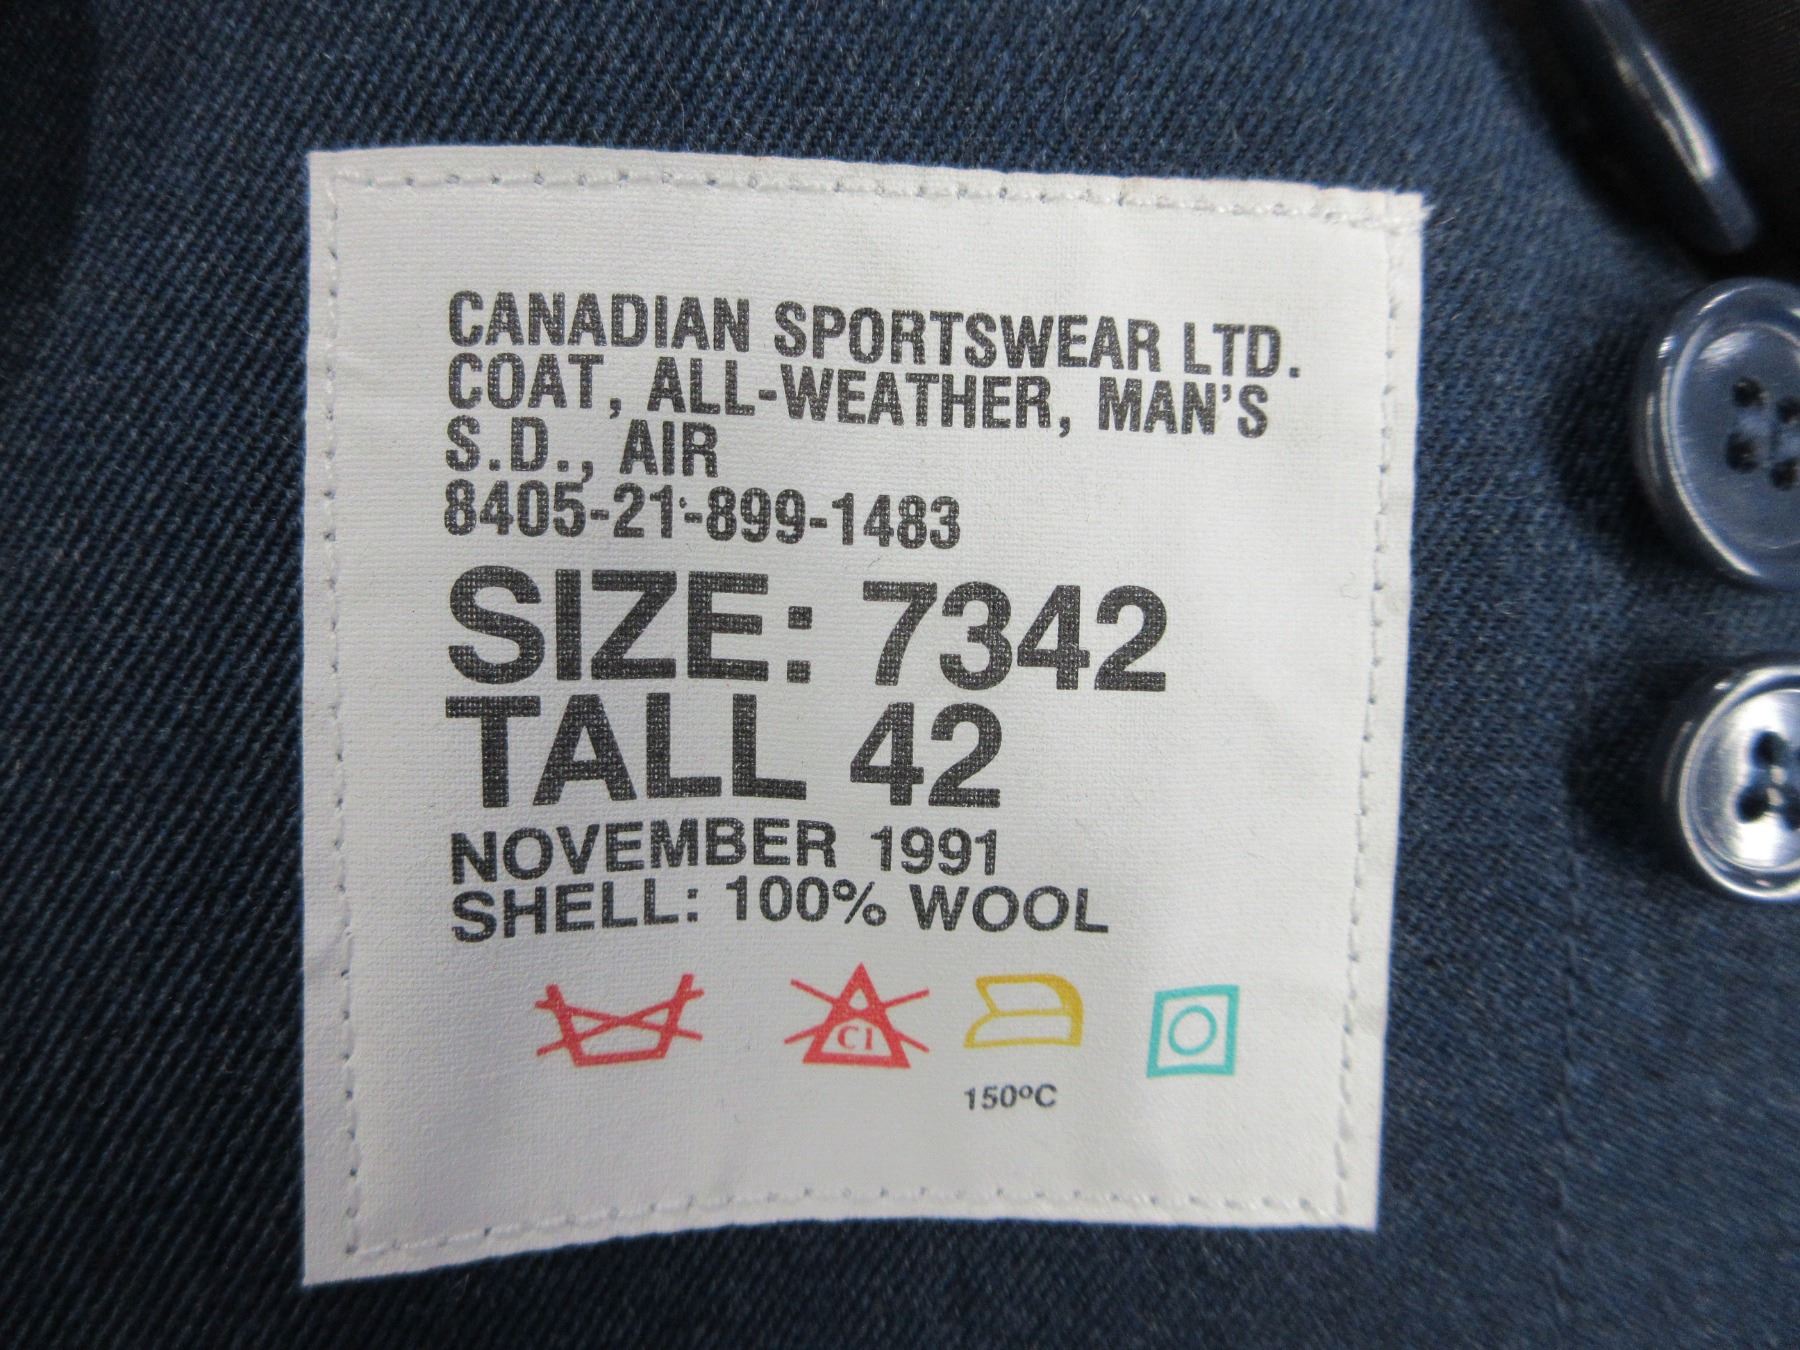 CANADIAN SPORTSWEAR LTD.
COAT, ALL-WEATHER, MAN'S
S.D., AIR
8405-21-899-1483
SIZE: 7342
TALL 42
NOVEMBER 1991
SHELL: 100% WOOL
Cl
150ºC